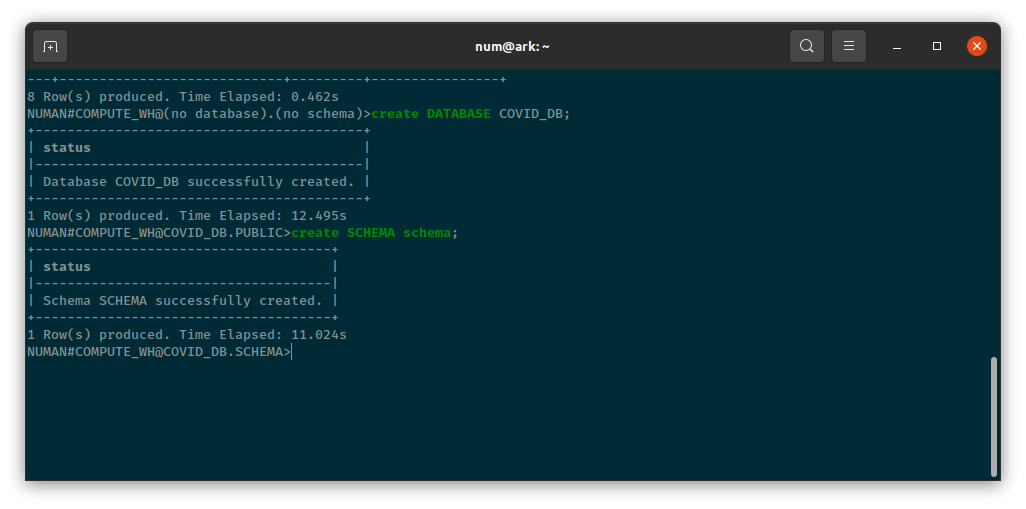 num@ark: ~
---+----------------------------+---------+----------------+
8 Row(s) produced. Time Elapsed: 0.462s
NUMAN#COMPUTE_WH@(no database).(no schema)>create DATABASE COVID_DB;
+-----------------------------------------+
| status                                  |
|-----------------------------------------|
| Database COVID_DB successfully created. |
+-----------------------------------------+
1 Row(s) produced. Time Elapsed: 12.495s
NUMAN#COMPUTE_WH@COVID_DB.PUBLIC>create SCHEMA schema;
+-------------------------------------+
| status                              |
|-------------------------------------|
| Schema SCHEMA successfully created. |
+-------------------------------------+
1 Row(s) produced. Time Elapsed: 11.024s
NUMAN#COMPUTE_WH@COVID_DB.SCHEMA>